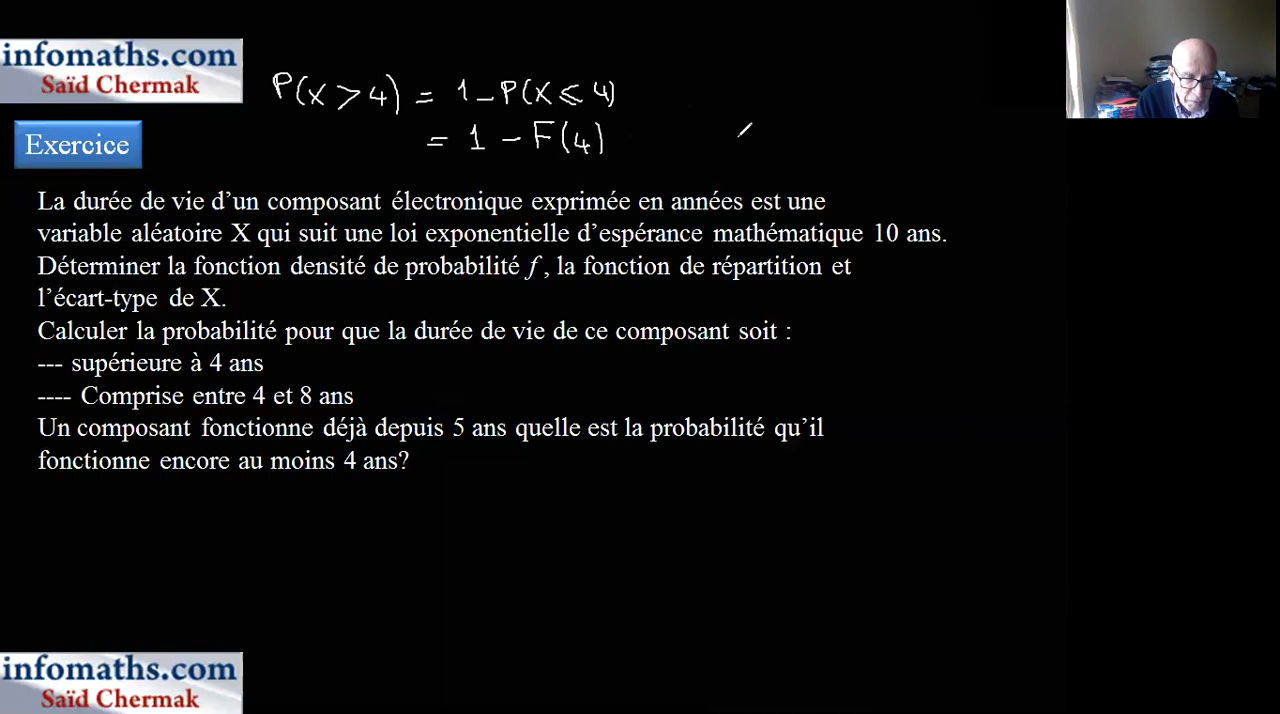 infomaths.com
Saïd Chermak
P(X > 4) = 1 - P(X ⩽ 4)
= 1 - F(4)
Exercice
La durée de vie d’un composant électronique exprimée en années est une
variable aléatoire X qui suit une loi exponentielle d’espérance mathématique 10 ans.
Déterminer la fonction densité de probabilité f , la fonction de répartition et
l’écart-type de X.
Calculer la probabilité pour que la durée de vie de ce composant soit :
--- supérieure à 4 ans
---- Comprise entre 4 et 8 ans
Un composant fonctionne déjà depuis 5 ans quelle est la probabilité qu’il
fonctionne encore au moins 4 ans?
infomaths.com
Saïd Chermak